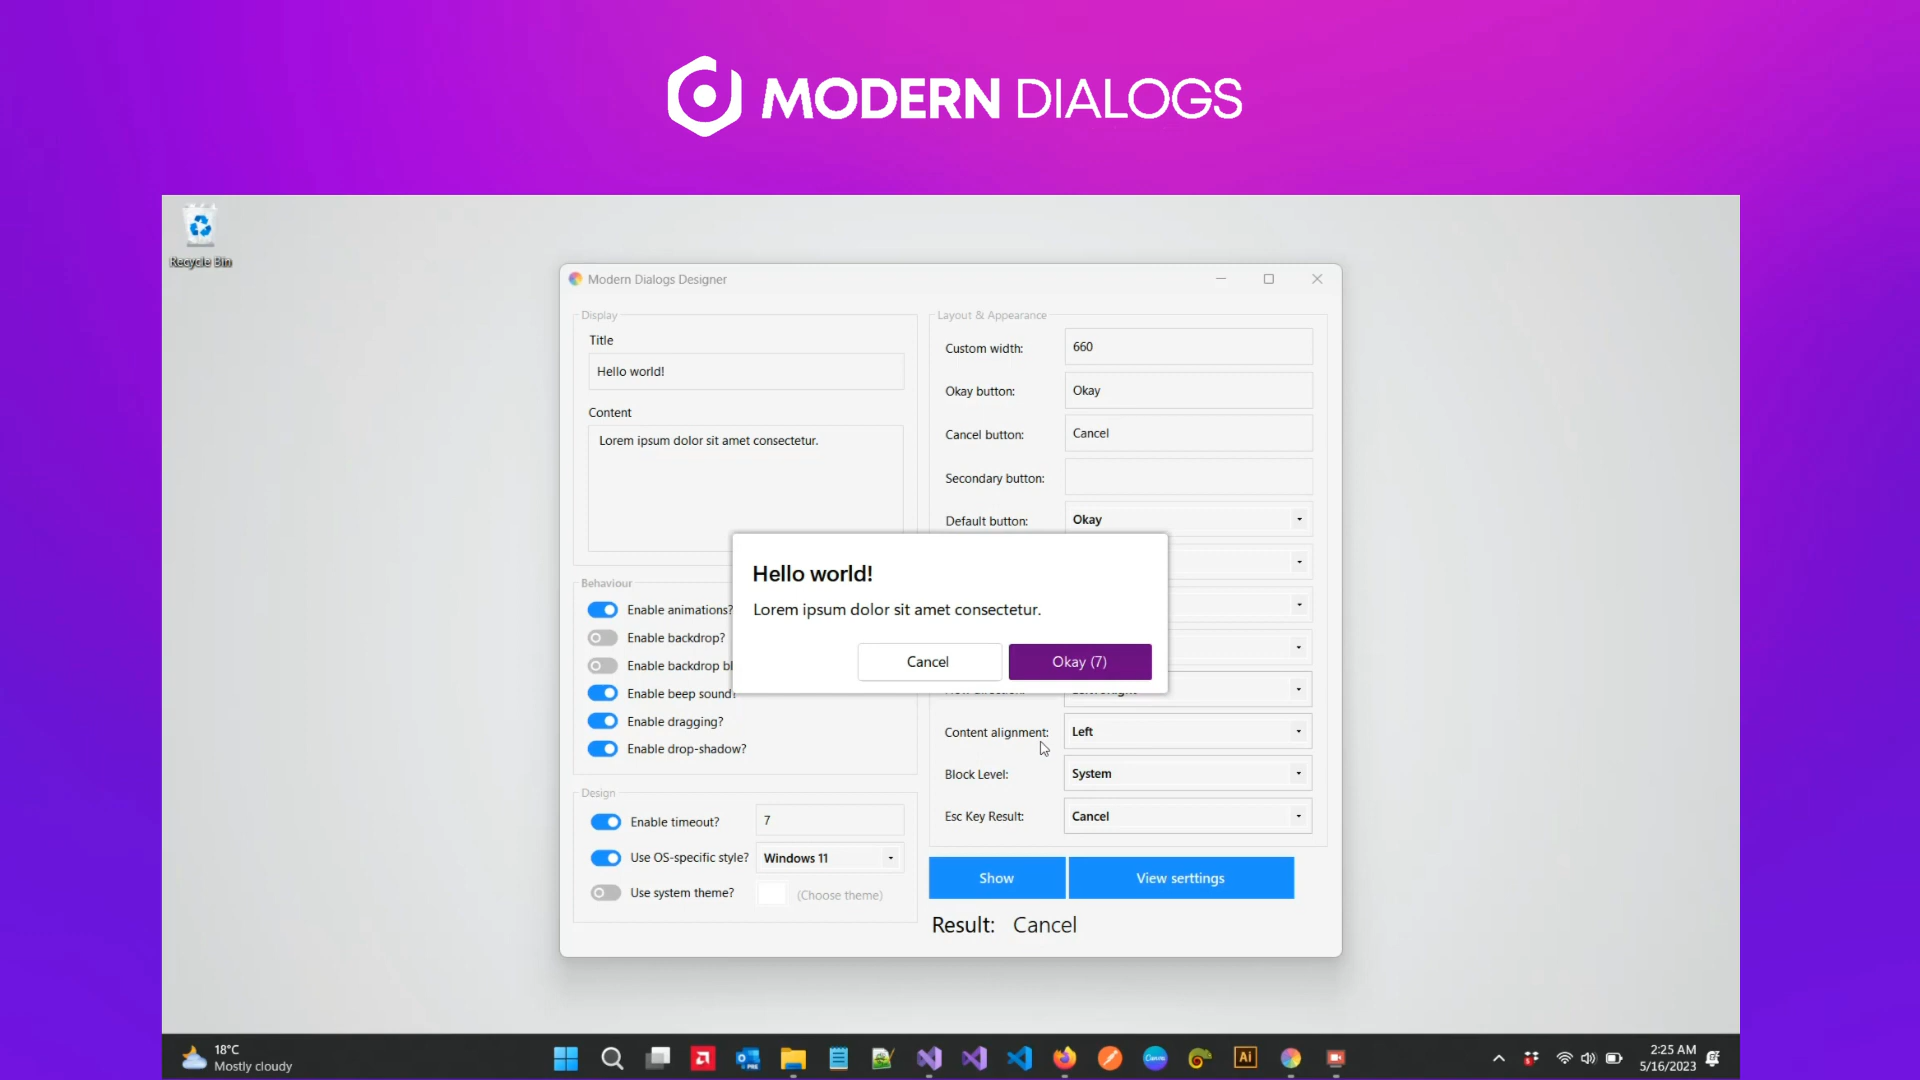 MODERN DIALOGS
Recycle Bin
Modern Dialogs Designer
Display
Title
Hello world!
Content
Lorem ipsum dolor sit amet consectetur.
Layout & Appearance
Custom width: 660
Okay button: Okay
Cancel button: Cancel
Secondary button:
Default button: Okay
Hello world!
Lorem ipsum dolor sit amet consectetur.
Cancel Okay (7)
Behaviour
Enable animations?
Enable backdrop?
Enable backdrop bl
Enable beep sound?
Enable dragging?
Enable drop-shadow?
Content alignment: Left
Block Level: System
Esc Key Result: Cancel
Design
Enable timeout? 7
Use OS-specific style? Windows 11
Use system theme? (Choose theme)
Show View serttings
Result: Cancel
18°C
Mostly cloudy
PRE
Canva
Ai
2:25 AM
5/16/2023